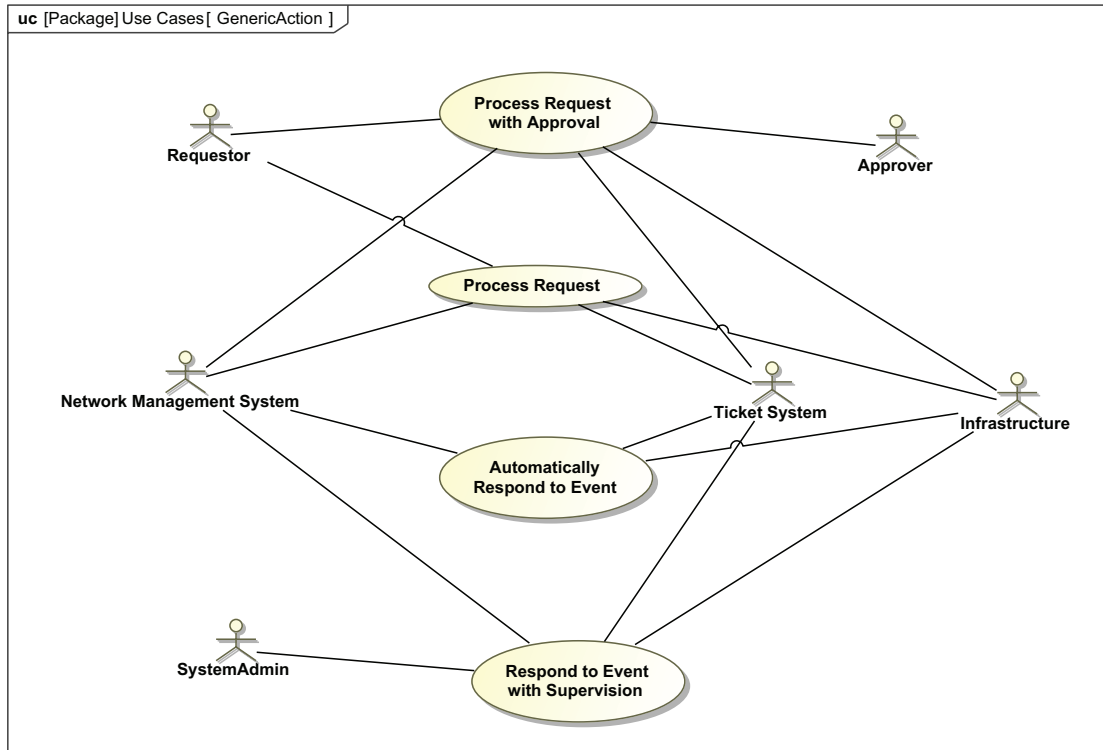 uc [Package] Use Cases [ GenericAction ]
Process Request
with Approval
Requestor
Approver
Process Request
Network Management System
Ticket System
Infrastructure
Automatically
Respond to Event
SystemAdmin
Respond to Event
with Supervision